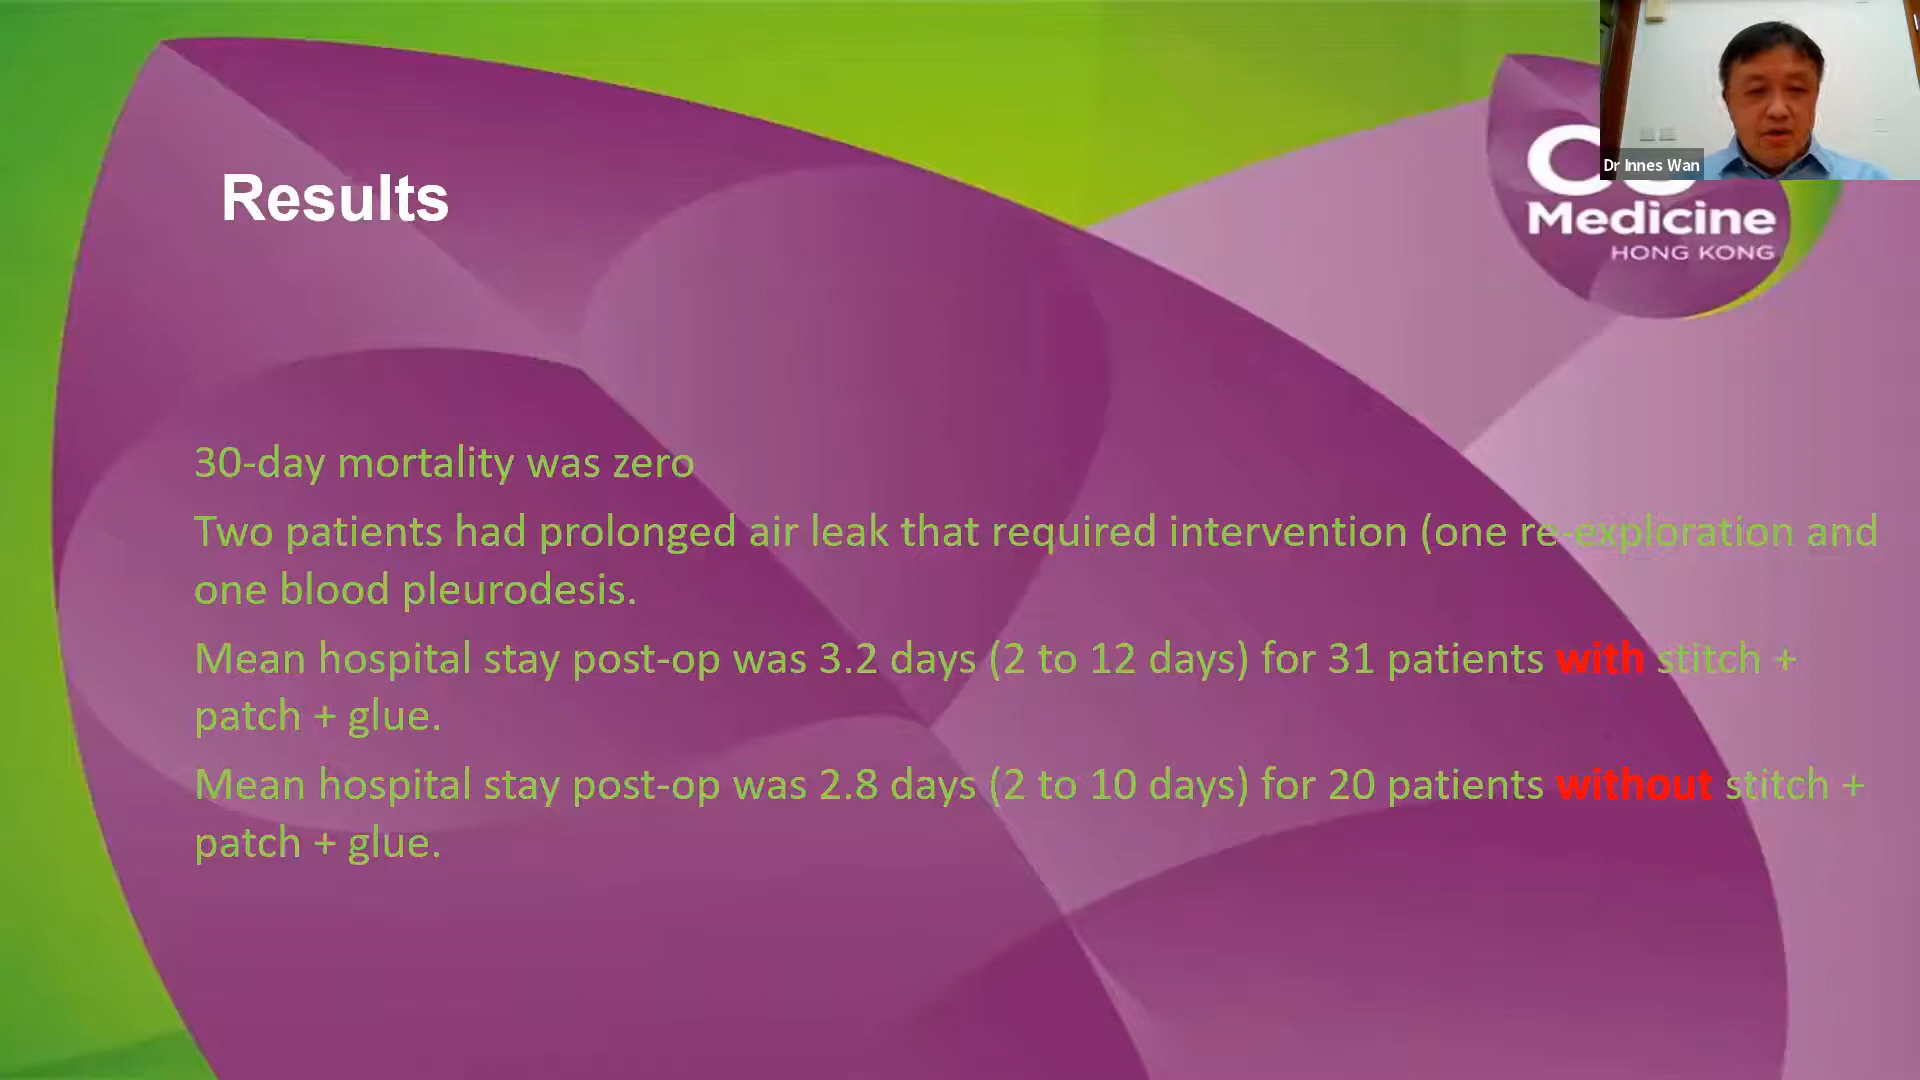 Results
Dr Innes Wan
Medicine
HONG KONG
30-day mortality was zero
Two patients had prolonged air leak that required intervention (one re-exploration and
one blood pleurodesis.
Mean hospital stay post-op was 3.2 days (2 to 12 days) for 31 patients with stitch +
patch + glue.
Mean hospital stay post-op was 2.8 days (2 to 10 days) for 20 patients without stitch +
patch + glue.